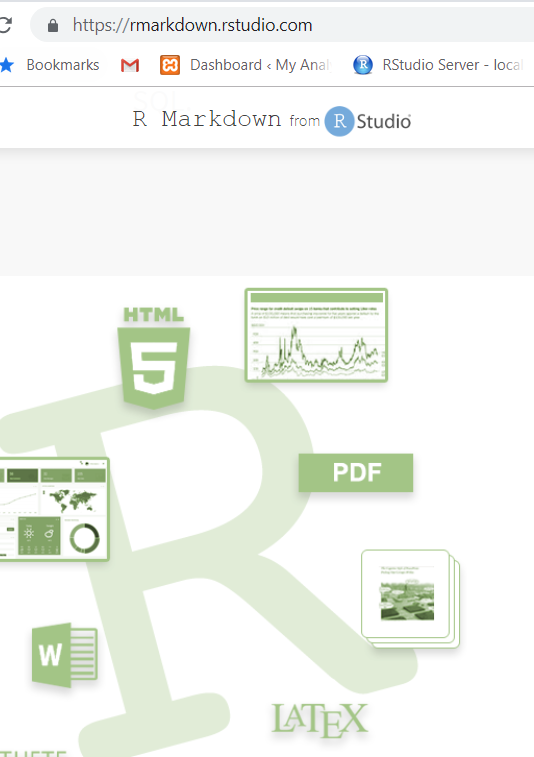 https://rmarkdown.rstudio.com
Bookmarks Dashboard ‹ My Anal RStudio Server - local
R Markdown from R Studio
HTML
5
PDF
W
LATEX